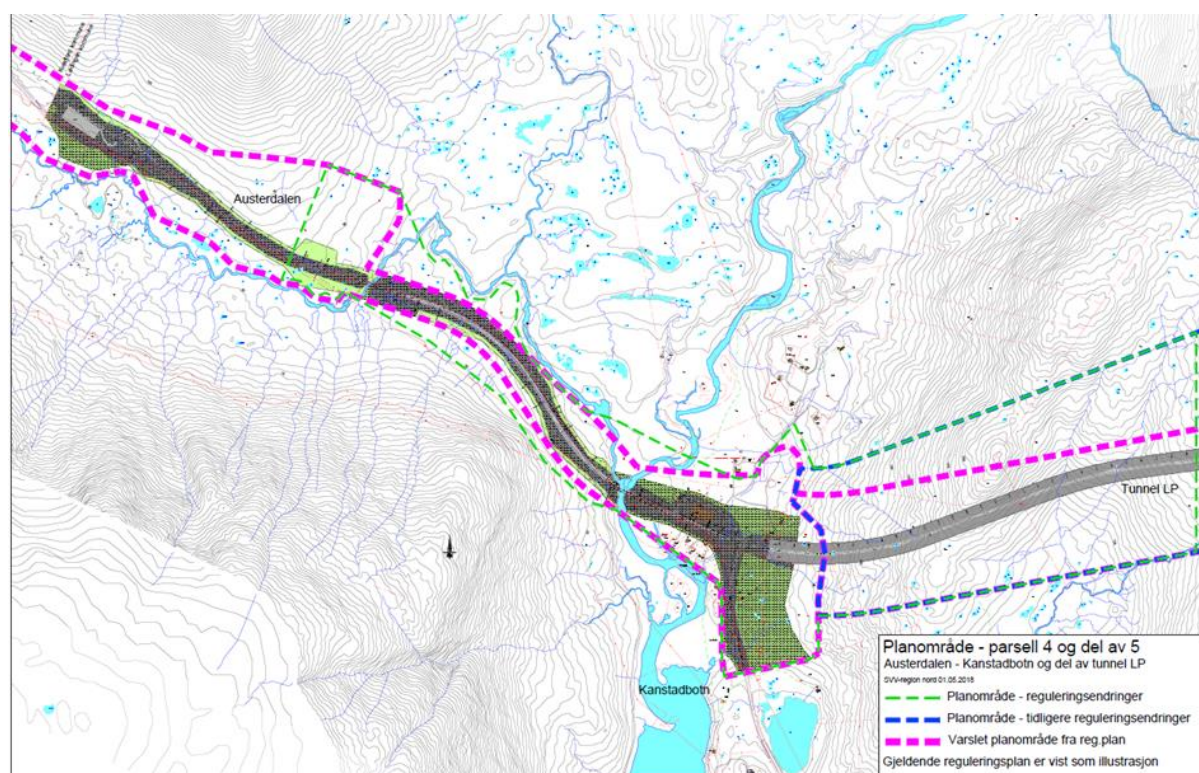 Austerdalen
Tunnel LP
Kanstadbotn
Planområde - parsell 4 og del av 5
Austerdalen - Kanstadbotn og del av tunnel LP
SVV-region nord 01.05.2015
Planområde - reguleringsendringer
Planområde - tidligere reguleringsendringer
Varslet planområde fra reg.plan
Gjeldende reguleringsplan er vist som illustrasjon